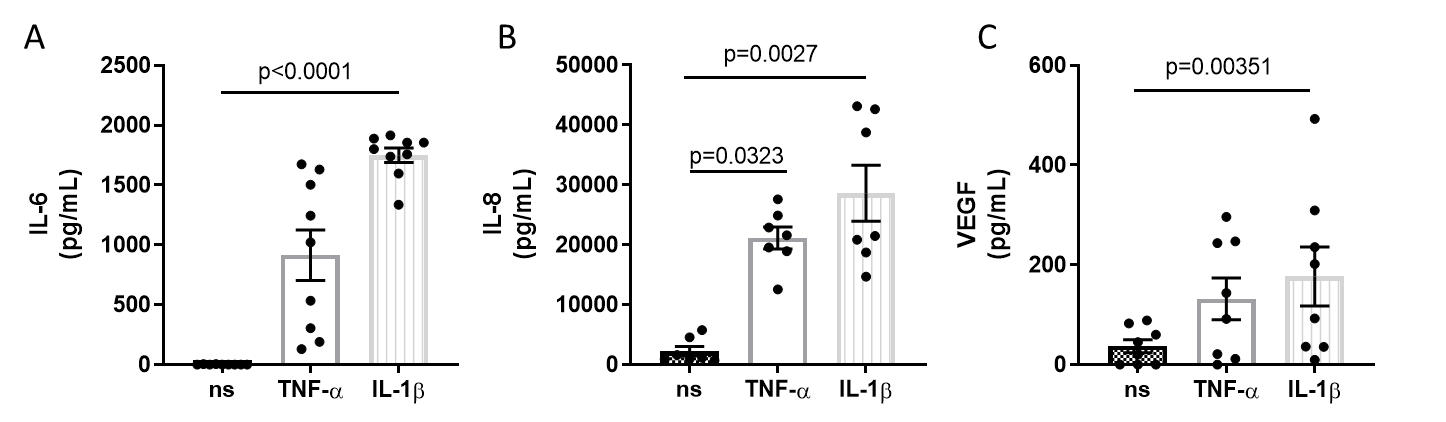 A
IL-6
(pg/mL)
2500
2000
1500
1000
500
0
p<0.0001
ns
TNF-α
IL-1β
B
IL-8
(pg/mL)
50000
40000
30000
20000
10000
0
p=0.0027
p=0.0323
ns
TNF-α
IL-1β
C
VEGF
(pg/mL)
600
400
200
0
p=0.00351
ns
TNF-α
IL-1β